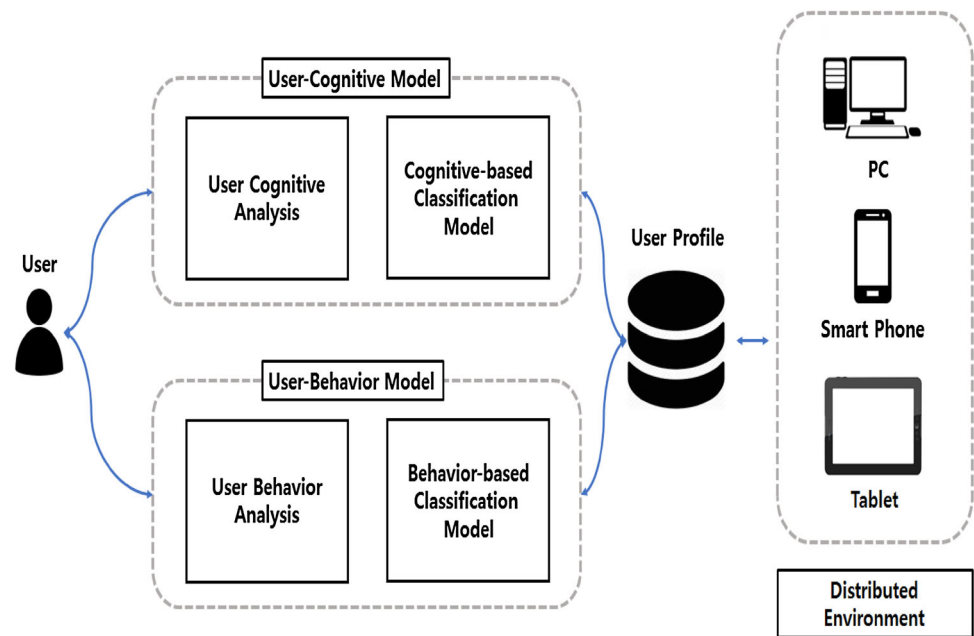 User-Cognitive Model
User Cognitive
Analysis
Cognitive-based
Classification
Model
User
User-Behavior Model
User Behavior
Analysis
Behavior-based
Classification
Model
User Profile
PC
Smart Phone
Tablet
Distributed
Environment